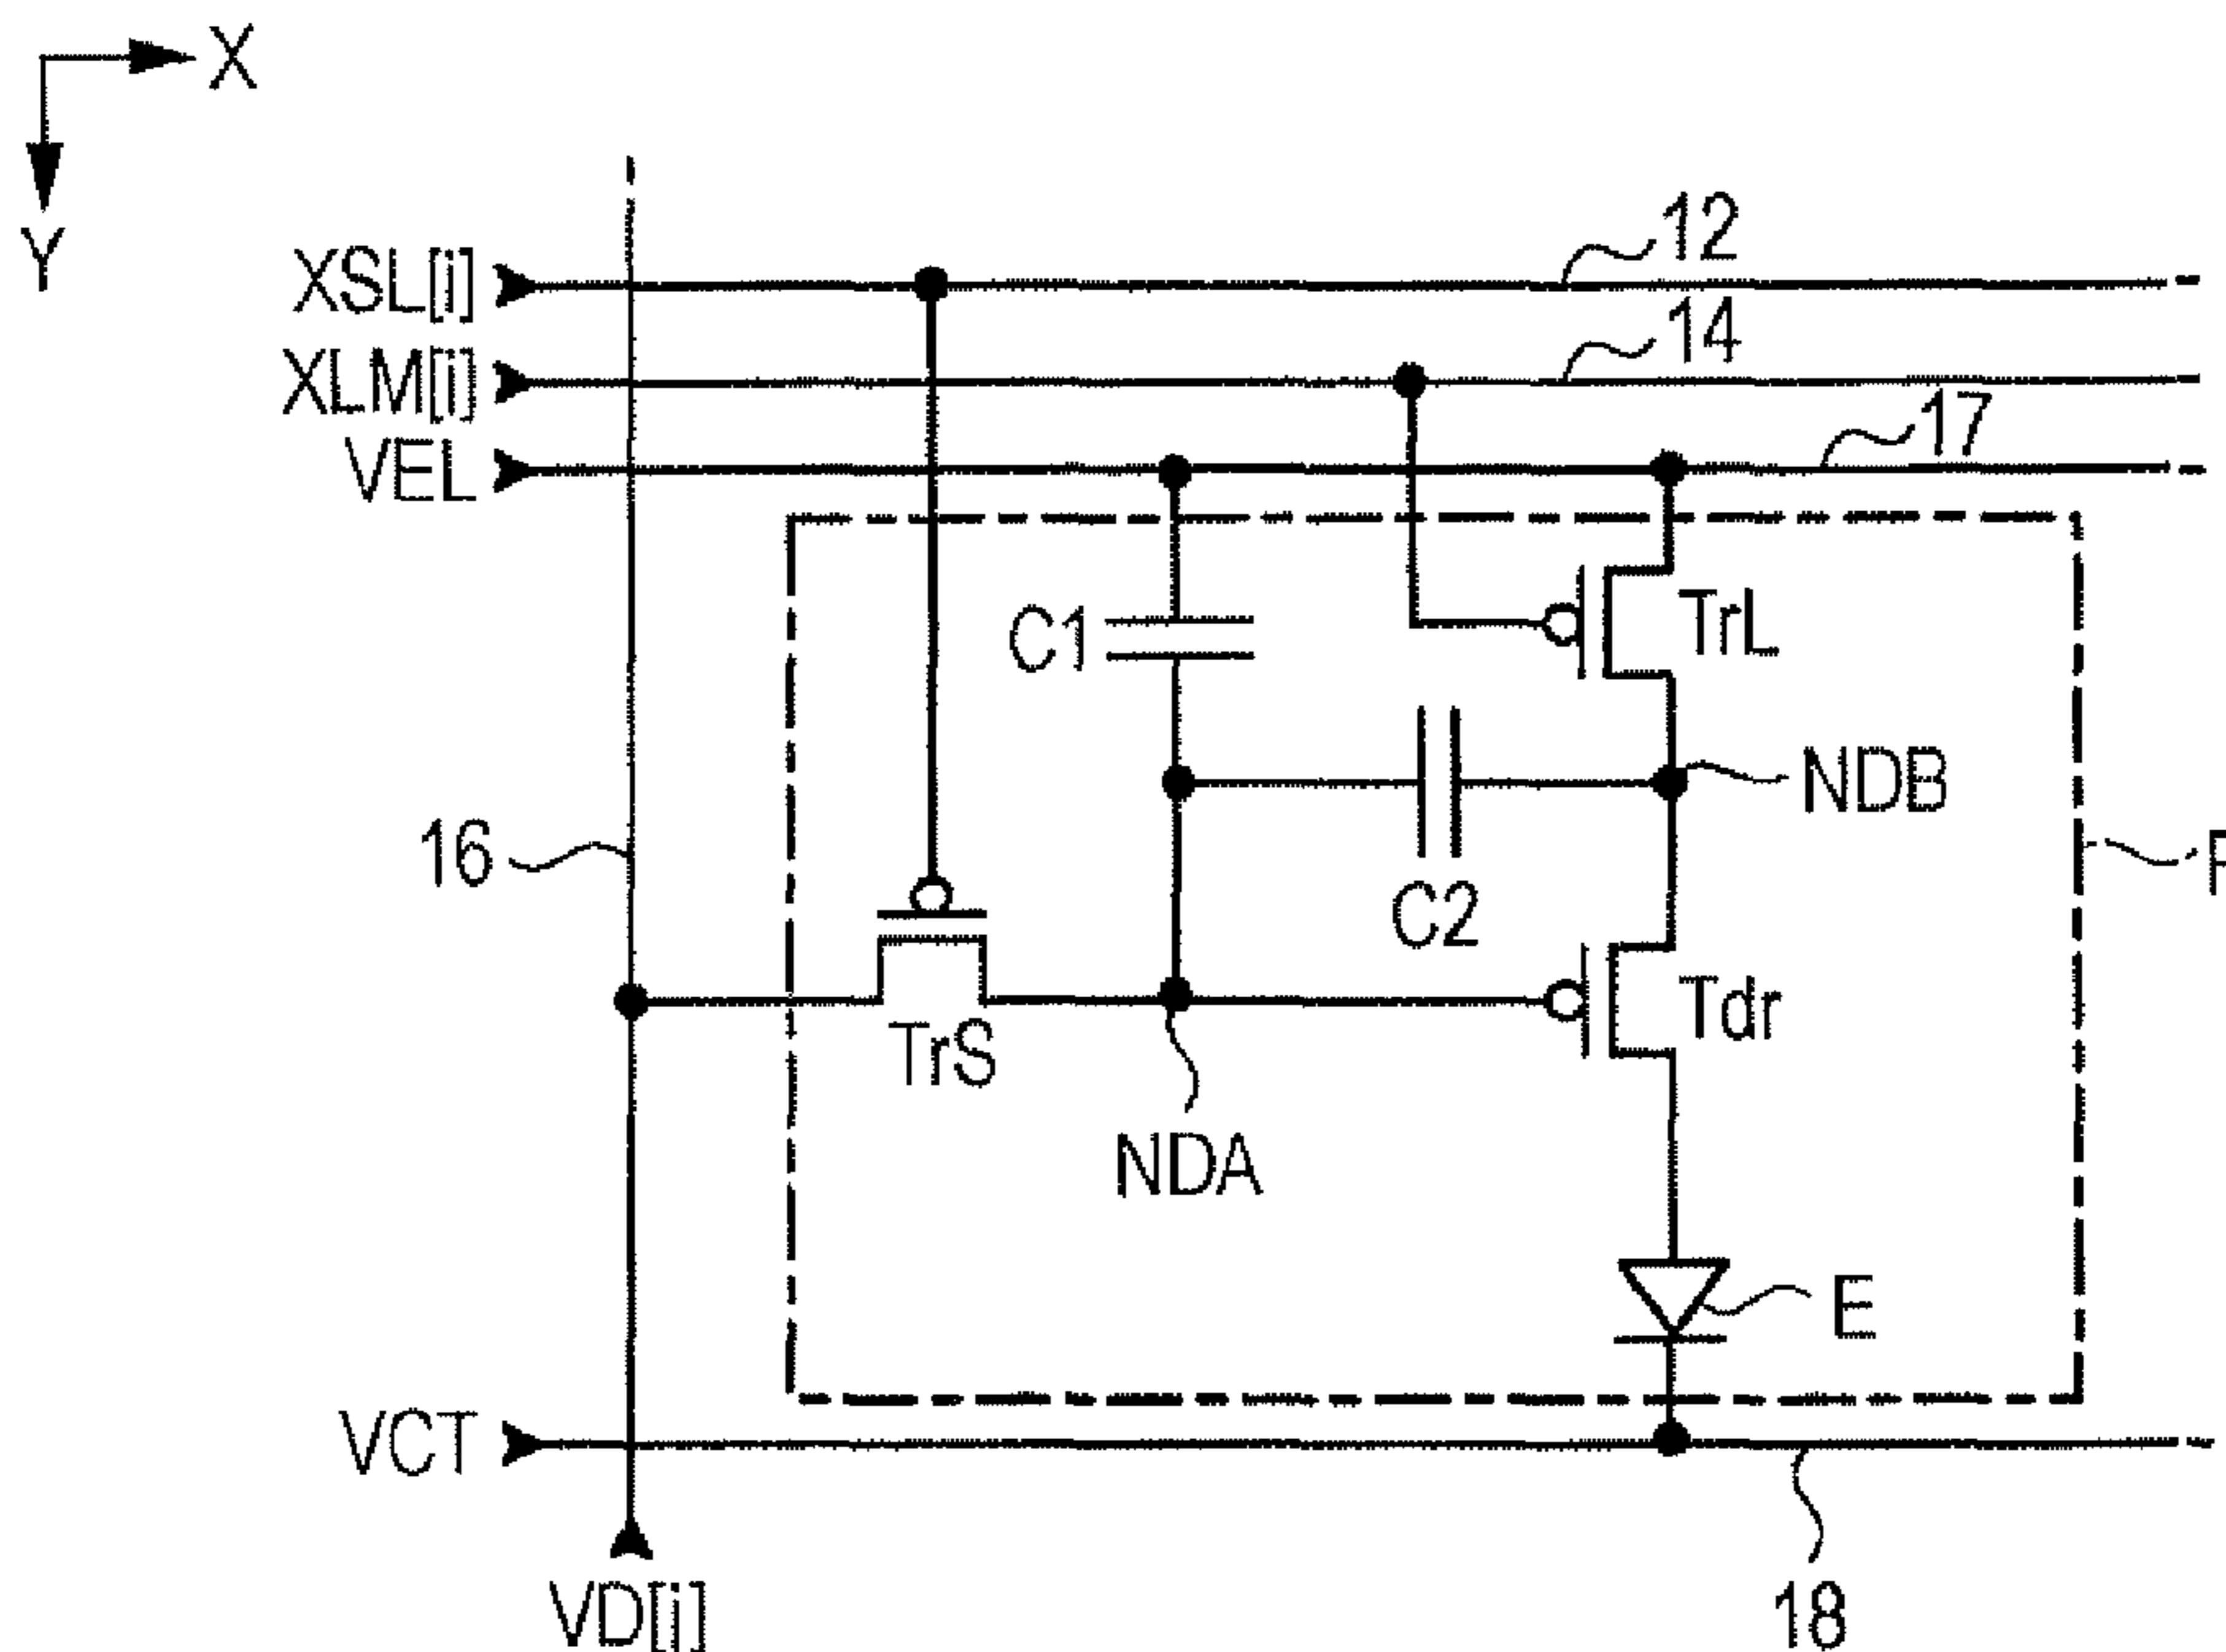 X
Y
12
XSL[i]
14
XLM[i]
17
VEL
C1
TrL
NDB
16
P
C2
TrS
Tdr
NDA
E
VCT
18
VD[j]